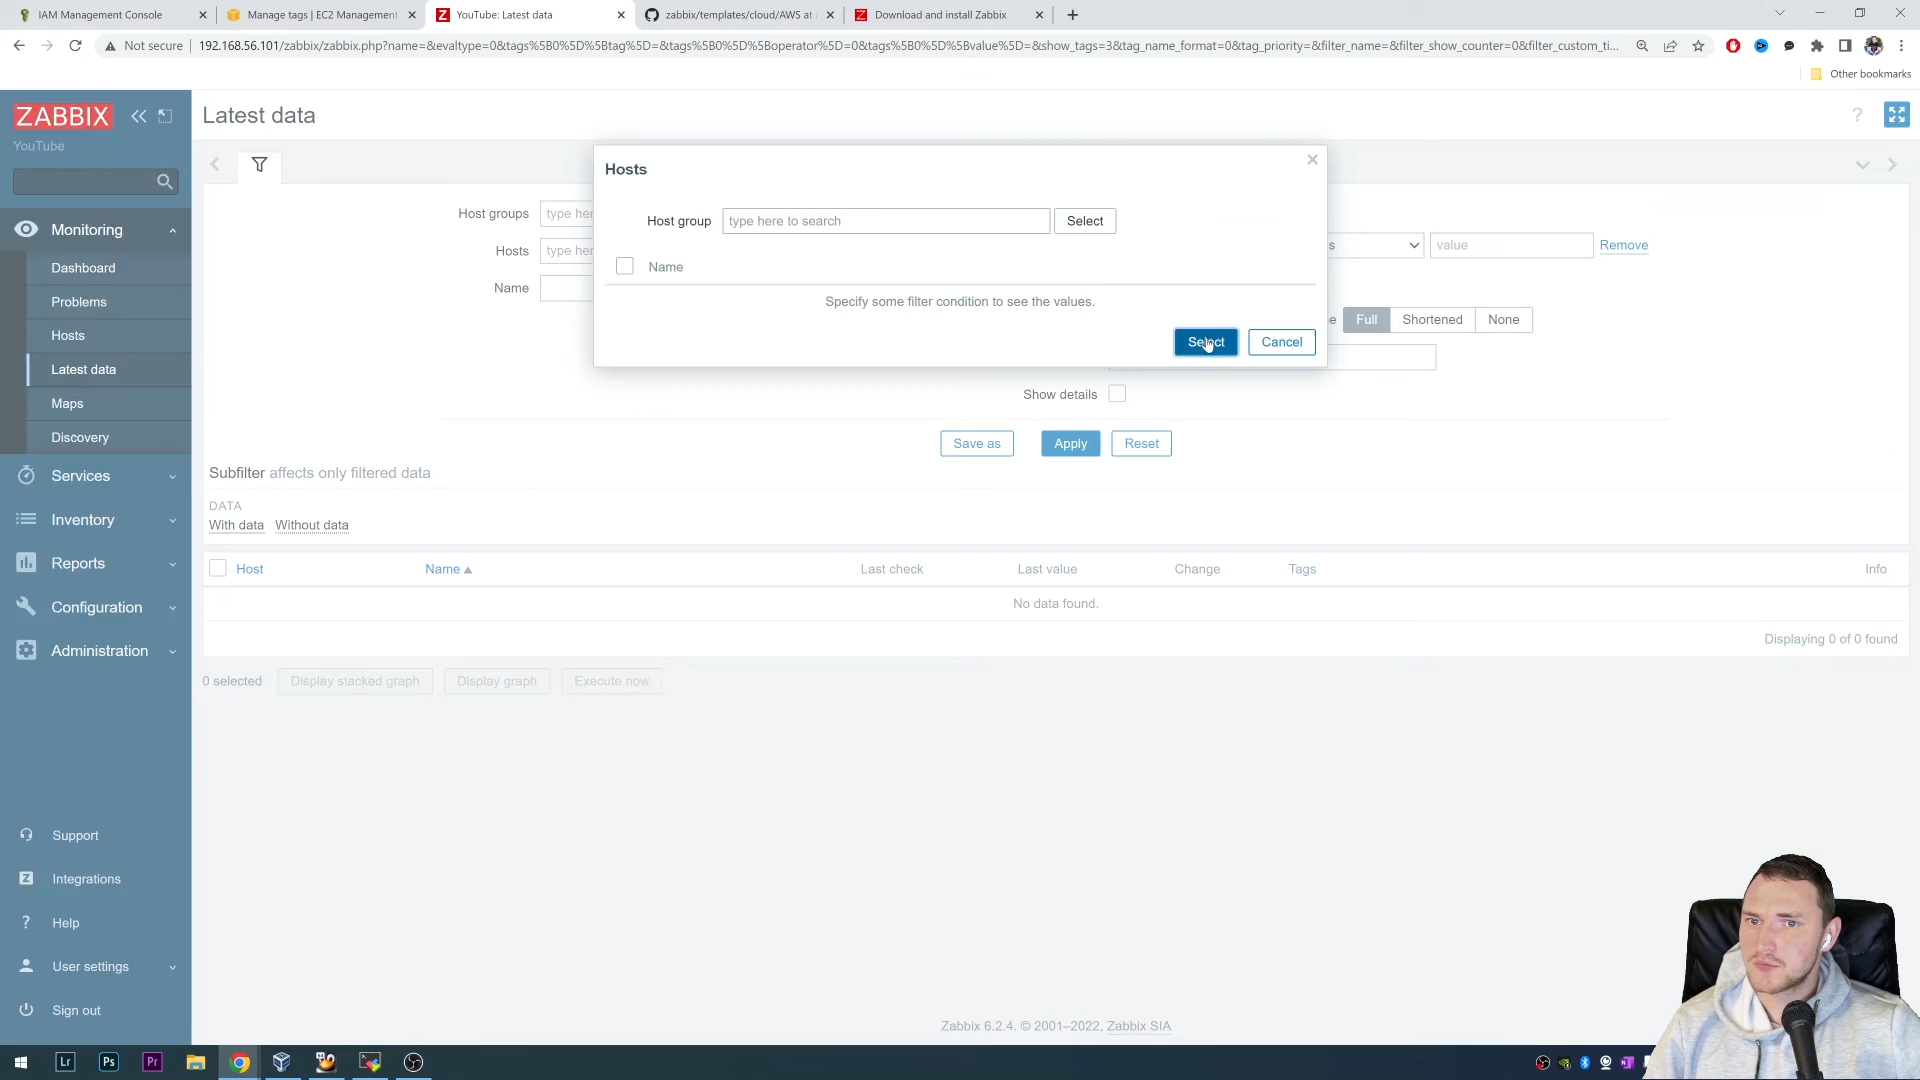 IAM Management Console
Manage tags | EC2 Management
YouTube: Latest data
zabbix/templates/cloud/AWS at
Download and install Zabbix
Not secure
192.168.56.101/zabbix/zabbix.php?name=&evaltype=0&tags%5B0%5D%5Btag%5D=&tags%5B0%5D%5Boperator%5D=0&tags%5B0%5D%5Bvalue%5D=&show_tags=3&tag_name_format=0&tag_priority=&filter_name=&filter_show_counter=0&filter_custom_ti...
Other bookmarks
ZABBIX
YouTube
Latest data
Hosts
Host groups
type her
Host group
type here to search
Select
Hosts
type her
s
value
Remove
Name
Name
Specify some filter condition to see the values.
Select
Cancel
e
Full
Shortened
None
Show details
Save as
Apply
Reset
Subfilter affects only filtered data
DATA
With data
Without data
Host
Name
Last check
Last value
Change
Tags
Info
No data found.
Displaying 0 of 0 found
0 selected
Display stacked graph
Display graph
Execute now
Monitoring
Dashboard
Problems
Hosts
Latest data
Maps
Discovery
Services
Inventory
Reports
Configuration
Administration
Support
Integrations
Help
User settings
Sign out
Zabbix 6.2.4. © 2001–2022, Zabbix SIA
Lr
Ps
Pr